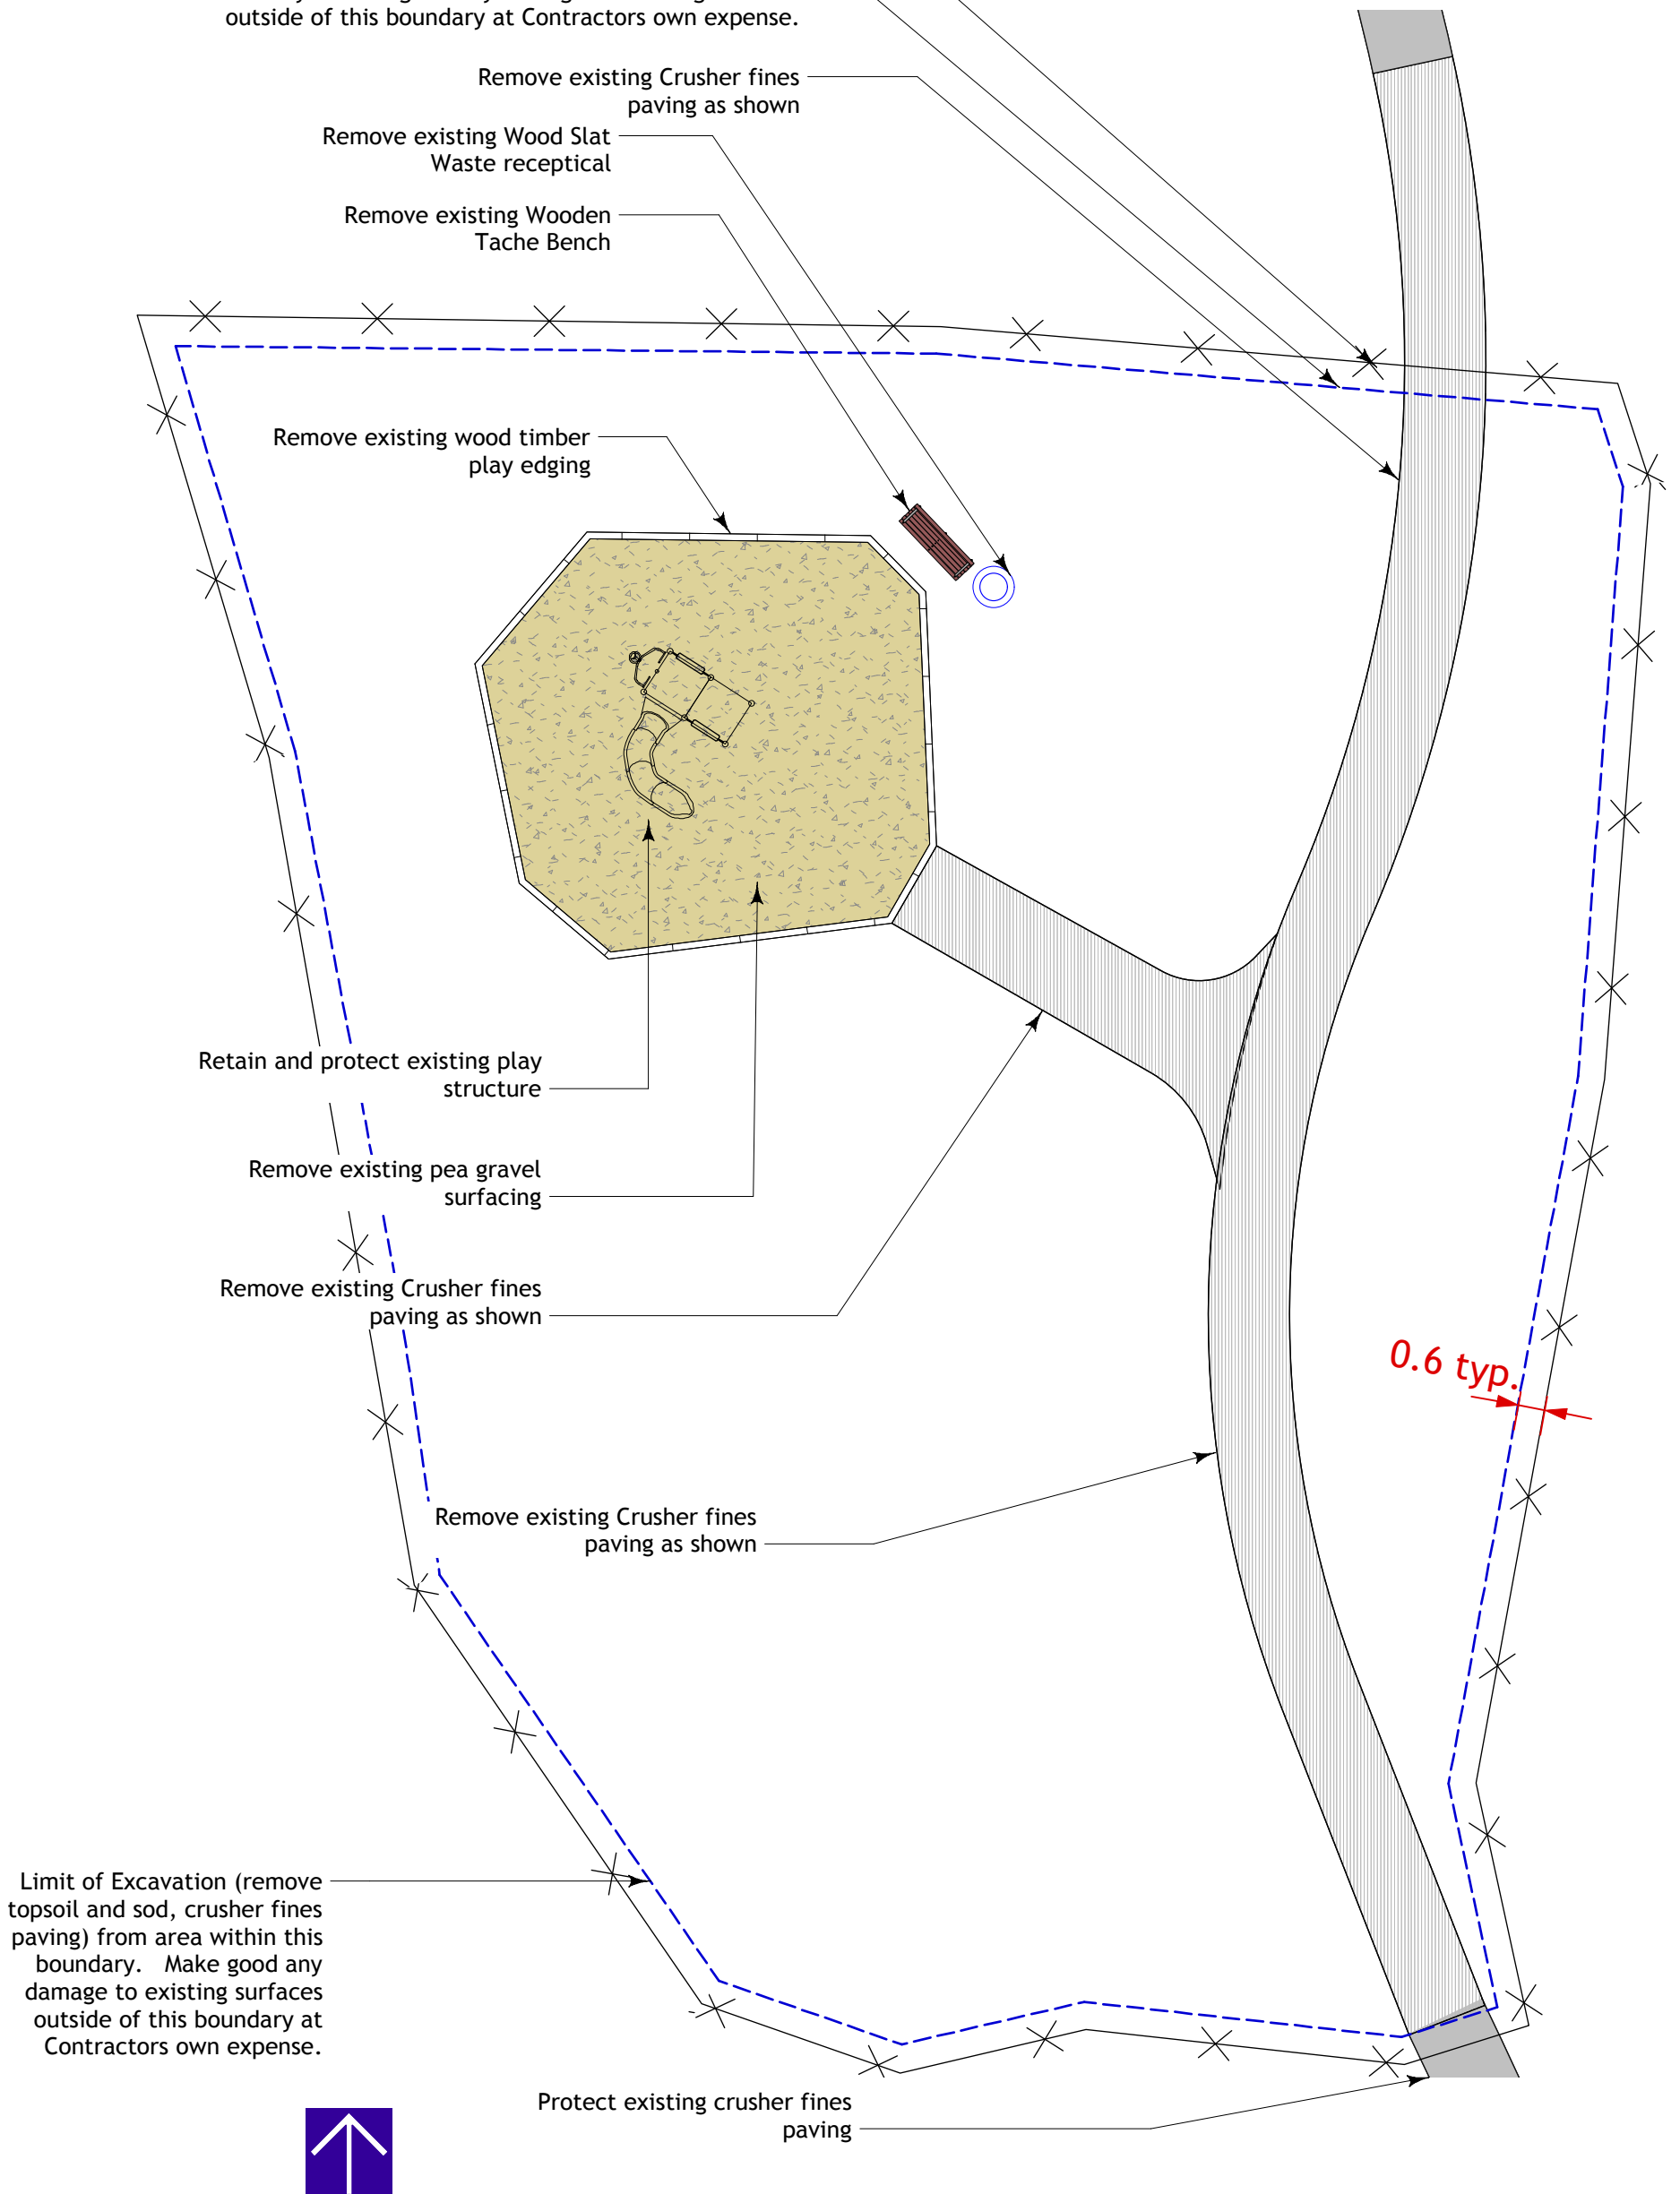 outside of this boundary at Contractors own expense.
Remove existing Crusher fines
paving as shown
Remove existing Wood Slat
Waste receptical
Remove existing Wooden
Tache Bench
Remove existing wood timber
play edging
Retain and protect existing play
structure
Remove existing pea gravel
surfacing
Remove existing Crusher fines
paving as shown
0.6 typ.
Remove existing Crusher fines
paving as shown
Limit of Excavation (remove
topsoil and sod, crusher fines
paving) from area within this
boundary. Make good any
damage to existing surfaces
outside of this boundary at
Contractors own expense.
Protect existing crusher fines
paving